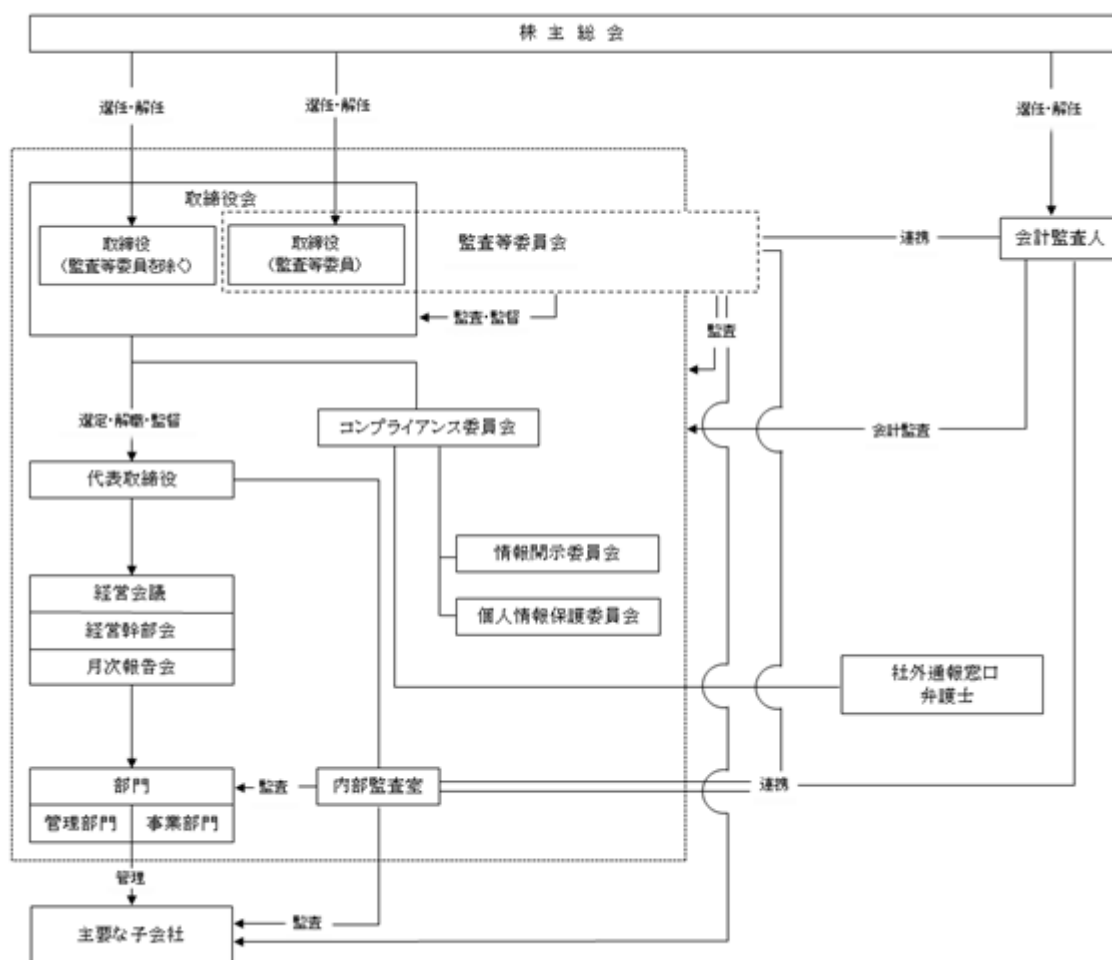 株主総会
選任・解任
選任・解任
選任・解任
取締役会
取締役
(監査等委員を除く)
取締役
(監査等委員)
監査等委員会
連携
会計監査人
監査・監督
監査
選定・解職・監督
コンプライアンス委員会
会計監査
代表取締役
情報開示委員会
経営会議
経営幹部会
月次報告会
個人情報保護委員会
社外通報窓口
弁護士
部門
監査
内部監査室
連携
管理部門
事業部門
管理
監査
主要な子会社